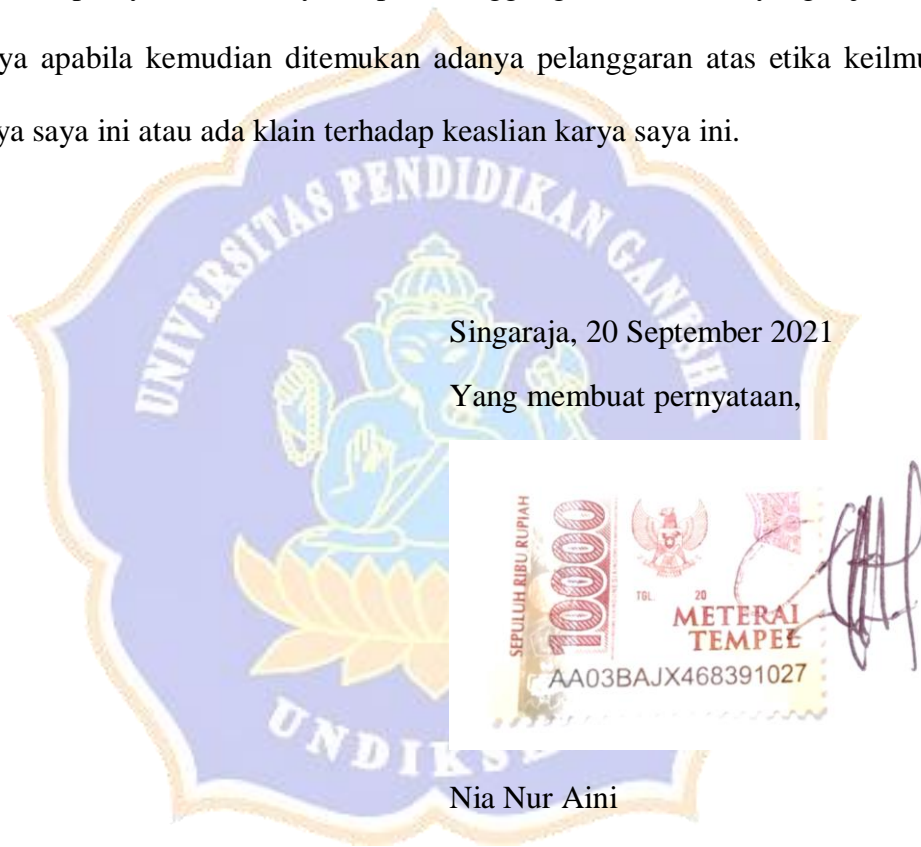 ya apabila kemudian ditemukan adanya pelanggaran atas etika
ya saya ini atau ada klain terhadap keaslian karya saya ini.
UNIVERSITAS PENDIDIKAN GANESHA
Singaraja, 20 September 2021
Yang membuat pernyataan,
SEPULUH RIBU RUPIAH
10000
TGL. 20
METERAI
TEMPEL
AA03BAJX468391027
UNDIKSHA
Nia Nur Aini